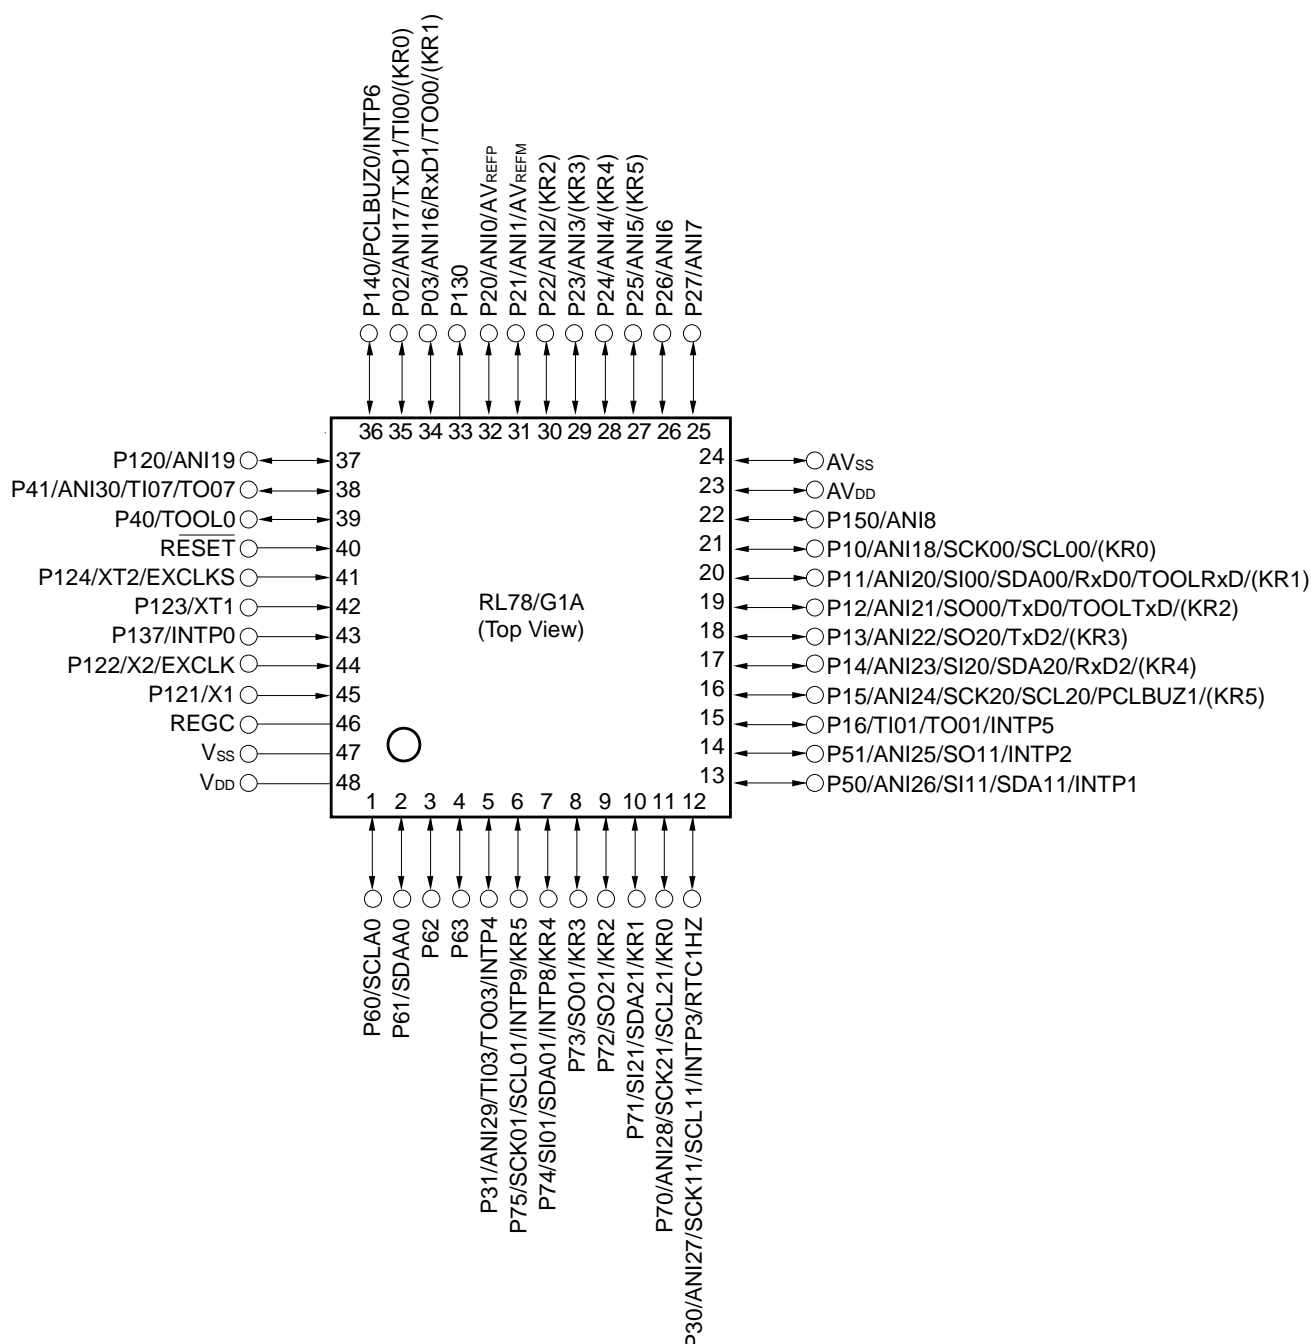 P140/PCLBUZ0/INTP6
P02/ANI17/TxD1/TI00/(KR0)
P03/ANI16/RxD1/TO00/(KR1)
P130
P20/ANI0/AVREFP
P21/ANI1/AVREFM
P22/ANI2/(KR2)
P23/ANI3/(KR3)
P24/ANI4/(KR4)
P25/ANI5/(KR5)
P26/ANI6
P27/ANI7
36 35 34 33 32 31 30 29 28 27 26 25
P120/ANI19 37
P41/ANI30/TI07/TO07 38
P40/TOOL0 39
RESET 40
P124/XT2/EXCLKS 41
P123/XT1 42
P137/INTP0 43
P122/X2/EXCLK 44
P121/X1 45
REGC 46
VSS 47
VDD 48
RL78/G1A
(Top View)
24 AVSS
23 AVDD
22 P150/ANI8
21 P10/ANI18/SCK00/SCL00/(KR0)
20 P11/ANI20/SI00/SDA00/RxD0/TOOLRxD/(KR1)
19 P12/ANI21/SO00/TxD0/TOOLTxD/(KR2)
18 P13/ANI22/SO20/TxD2/(KR3)
17 P14/ANI23/SI20/SDA20/RxD2/(KR4)
16 P15/ANI24/SCK20/SCL20/PCLBUZ1/(KR5)
15 P16/TI01/TO01/INTP5
14 P51/ANI25/SO11/INTP2
13 P50/ANI26/SI11/SDA11/INTP1
1 2 3 4 5 6 7 8 9 10 11 12
P60/SCLA0
P61/SDAA0
P62
P63
P31/ANI29/TI03/TO03/INTP4
P75/SCK01/SCL01/INTP9/KR5
P74/SI01/SDA01/INTP8/KR4
P73/SO01/KR3
P72/SO21/KR2
P71/SI21/SDA21/KR1
P70/ANI28/SCK21/SCL21/KR0
P30/ANI27/SCK11/SCL11/INTP3/RTC1HZ